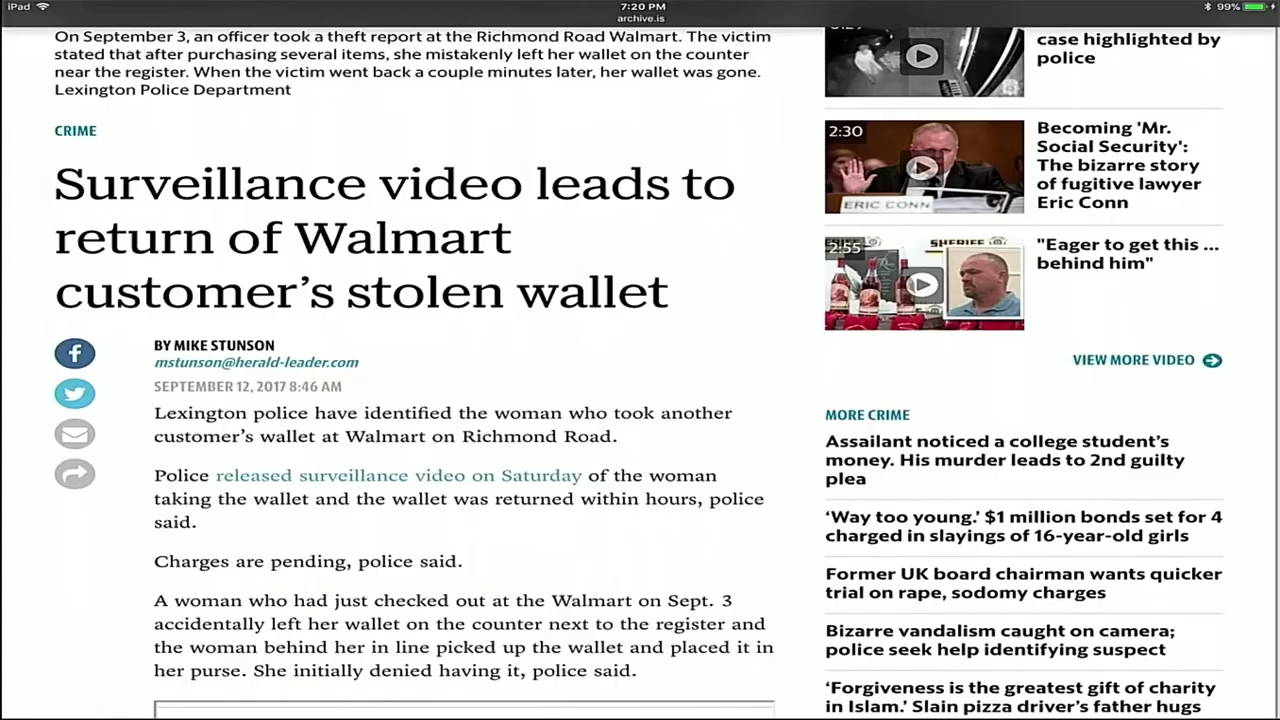 iPad
7:20 PM
archive.is
99%
On September 3, an officer took a theft report at the Richmond Road Walmart. The victim
stated that after purchasing several items, she mistakenly left her wallet on the counter
near the register. When the victim went back a couple minutes later, her wallet was gone.
Lexington Police Department
CRIME
Surveillance video leads to
return of Walmart
customer’s stolen wallet
BY MIKE STUNSON
mstunson@herald-leader.com
SEPTEMBER 12, 2017 8:46 AM
Lexington police have identified the woman who took another
customer’s wallet at Walmart on Richmond Road.
Police released surveillance video on Saturday of the woman
taking the wallet and the wallet was returned within hours, police
said.
Charges are pending, police said.
A woman who had just checked out at the Walmart on Sept. 3
accidentally left her wallet on the counter next to the register and
the woman behind her in line picked up the wallet and placed it in
her purse. She initially denied having it, police said.
case highlighted by
police
2:30
ERIC CONN
Becoming 'Mr.
Social Security':
The bizarre story
of fugitive lawyer
Eric Conn
2:55
SHERIFF
"Eager to get this ...
behind him"
VIEW MORE VIDEO
MORE CRIME
Assailant noticed a college student’s
money. His murder leads to 2nd guilty
plea
‘Way too young.’ $1 million bonds set for 4
charged in slayings of 16-year-old girls
Former UK board chairman wants quicker
trial on rape, sodomy charges
Bizarre vandalism caught on camera;
police seek help identifying suspect
‘Forgiveness is the greatest gift of charity
in Islam.’ Slain pizza driver’s father hugs